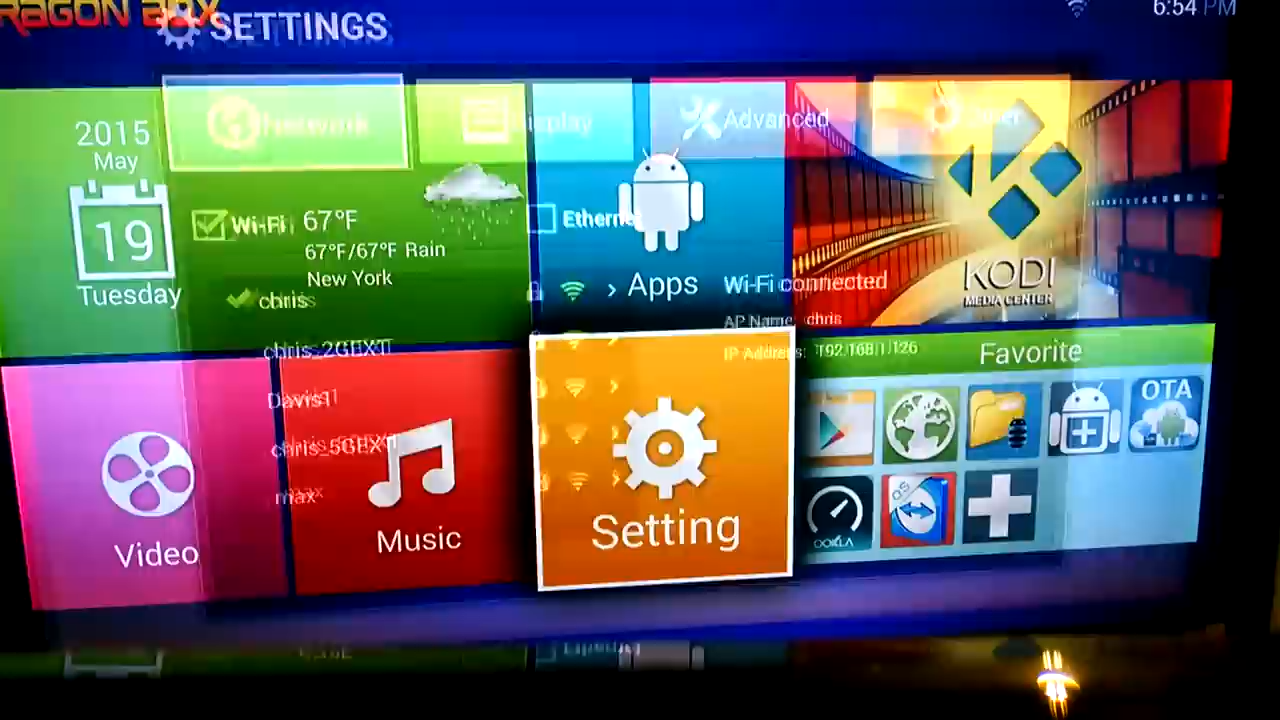 RAGON BOX
SETTINGS
6:54 PM
Network
Display
Advanced
Other
2015
May
19
Tuesday
Wi-Fi
67°F
67°F/67°F Rain
New York
Ethernet
Apps
Wi-Fi connected
AP Name: chris
IP Address: 192.168.1.126
KODI
MEDIA CENTER
chris
chris_2GEXT
Davis1
chris_5GEXT
max
Favorite
OTA
Video
Music
Setting
OOKLA
QS